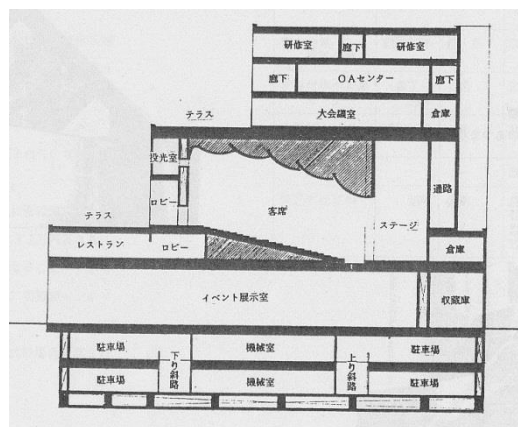 研修室 廊下 研修室
廊下 OAセンター 廊下
テラス 大会議室 倉庫
投光室
ロビー 客席 ステージ 通路
テラス
レストラン ロビー 倉庫
イベント展示室 収蔵庫
駐車場 下り斜路 機械室 上り斜路 駐車場
駐車場 機械室 駐車場